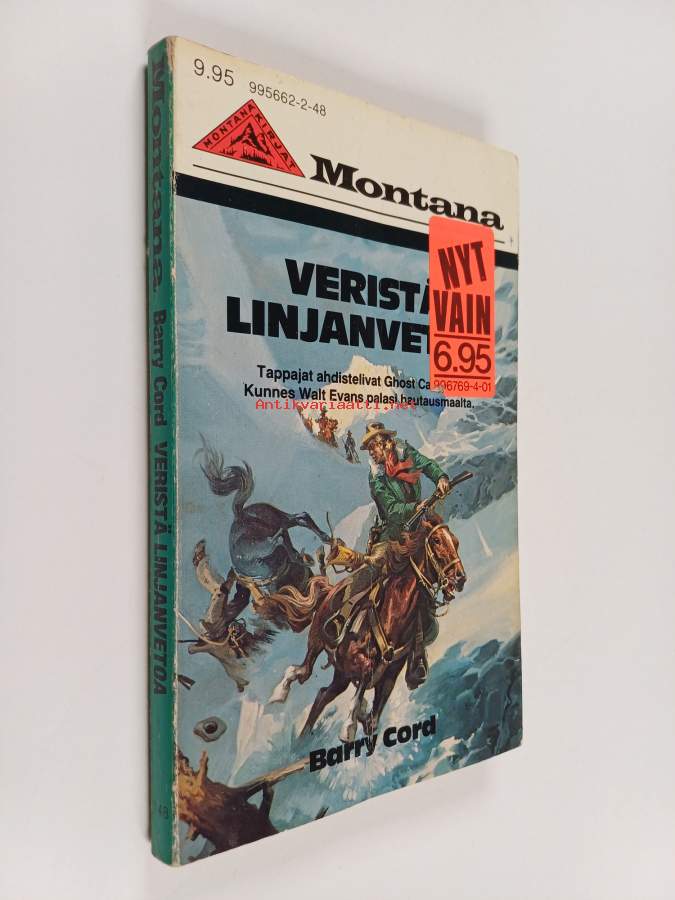 9.95 995662-2-48
MONTANA KIRJAT
Montana
VERISTÄ
LINJANVET
NYT
VAIN
6.95
996769-4-01
Tappajat ahdistelivat Ghost Ca
Kunnes Walt Evans palasi hautausmaalta.
Antikvariaatti.net
Barry Cord
Montana Barry Cord VERISTÄ LINJANVETOA
48